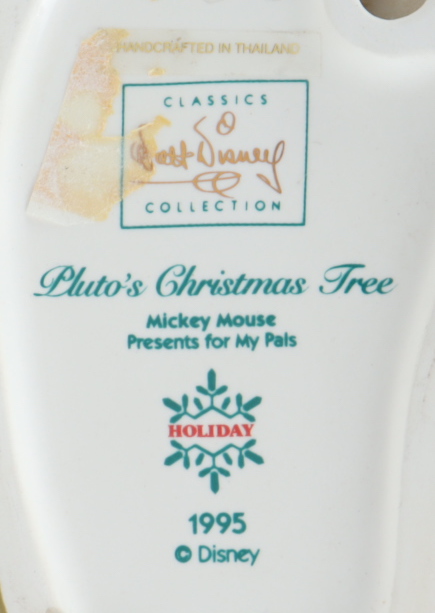 HANDCRAFTED IN THAILAND
CLASSICS
Walt Disney
COLLECTION
Pluto's Christmas Tree
Mickey Mouse
Presents for My Pals
HOLIDAY
1995
© Disney